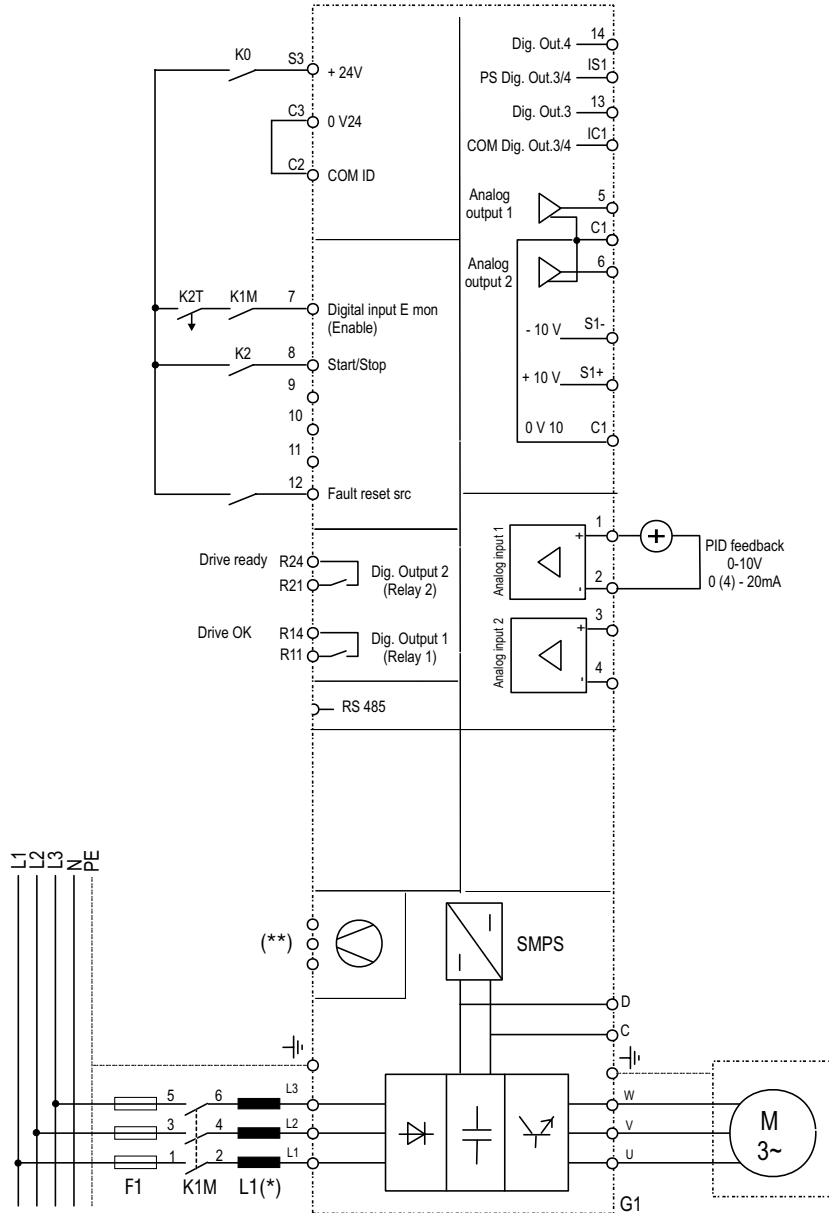 K0
S3
+ 24V
C3
0 V24
C2
COM ID
K2T
K1M
7
Digital input E mon
(Enable)
K2
8
Start/Stop
9
10
11
12
Fault reset src
Drive ready
R24
R21
Dig. Output 2
(Relay 2)
Drive OK
R14
R11
Dig. Output 1
(Relay 1)
RS 485
Dig. Out.4
14
PS Dig. Out.3/4
IS1
Dig. Out.3
13
COM Dig. Out.3/4
IC1
Analog
output 1
5
C1
Analog
output 2
6
- 10 V
S1-
+ 10 V
S1+
0 V 10
C1
Analog input 1
+
-
1
2
+
PID feedback
0-10V
0 (4) - 20mA
Analog input 2
+
-
3
4
L1
L2
L3
N
PE
(**)
SMPS
D
C
5
6
L3
W
3
4
L2
V
1
2
L1
U
F1
K1M
L1(*)
M
3~
G1